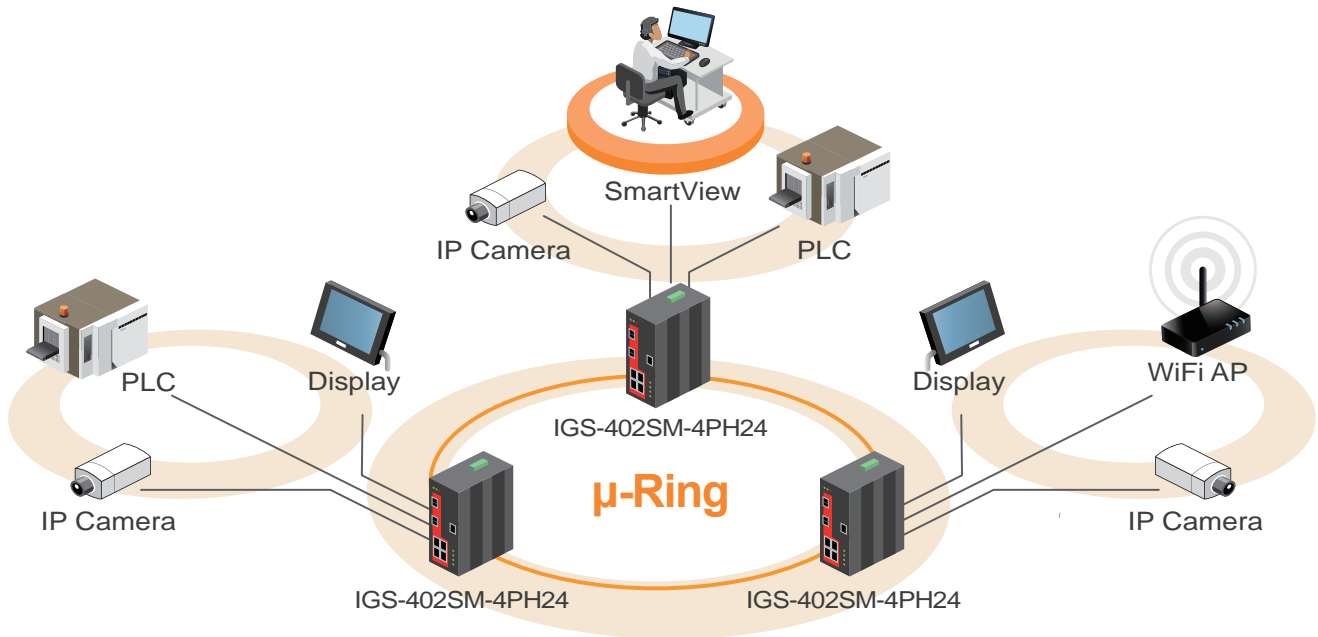 SmartView
IP Camera
PLC
PLC
Display
Display
WiFi AP
IGS-402SM-4PH24
IP Camera
µ-Ring
IP Camera
IGS-402SM-4PH24
IGS-402SM-4PH24